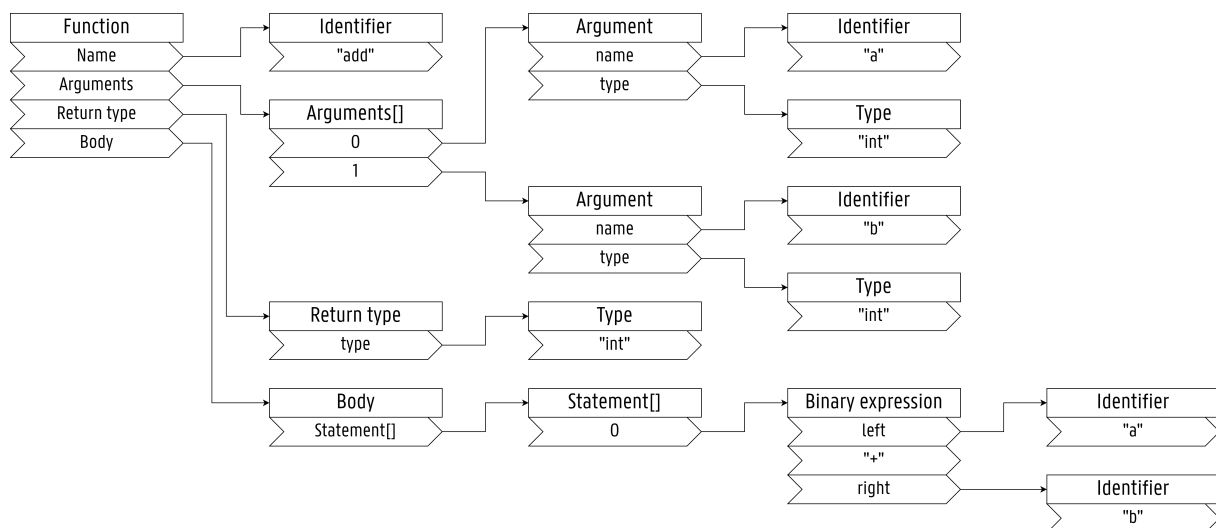 Function
Name
Arguments
Return type
Body
Identifier
"add"
Arguments[]
0
1
Argument
name
type
Identifier
"a"
Type
"int"
Argument
name
type
Identifier
"b"
Type
"int"
Return type
type
Type
"int"
Body
Statement[]
Statement[]
0
Binary expression
left
"+"
right
Identifier
"a"
Identifier
"b"